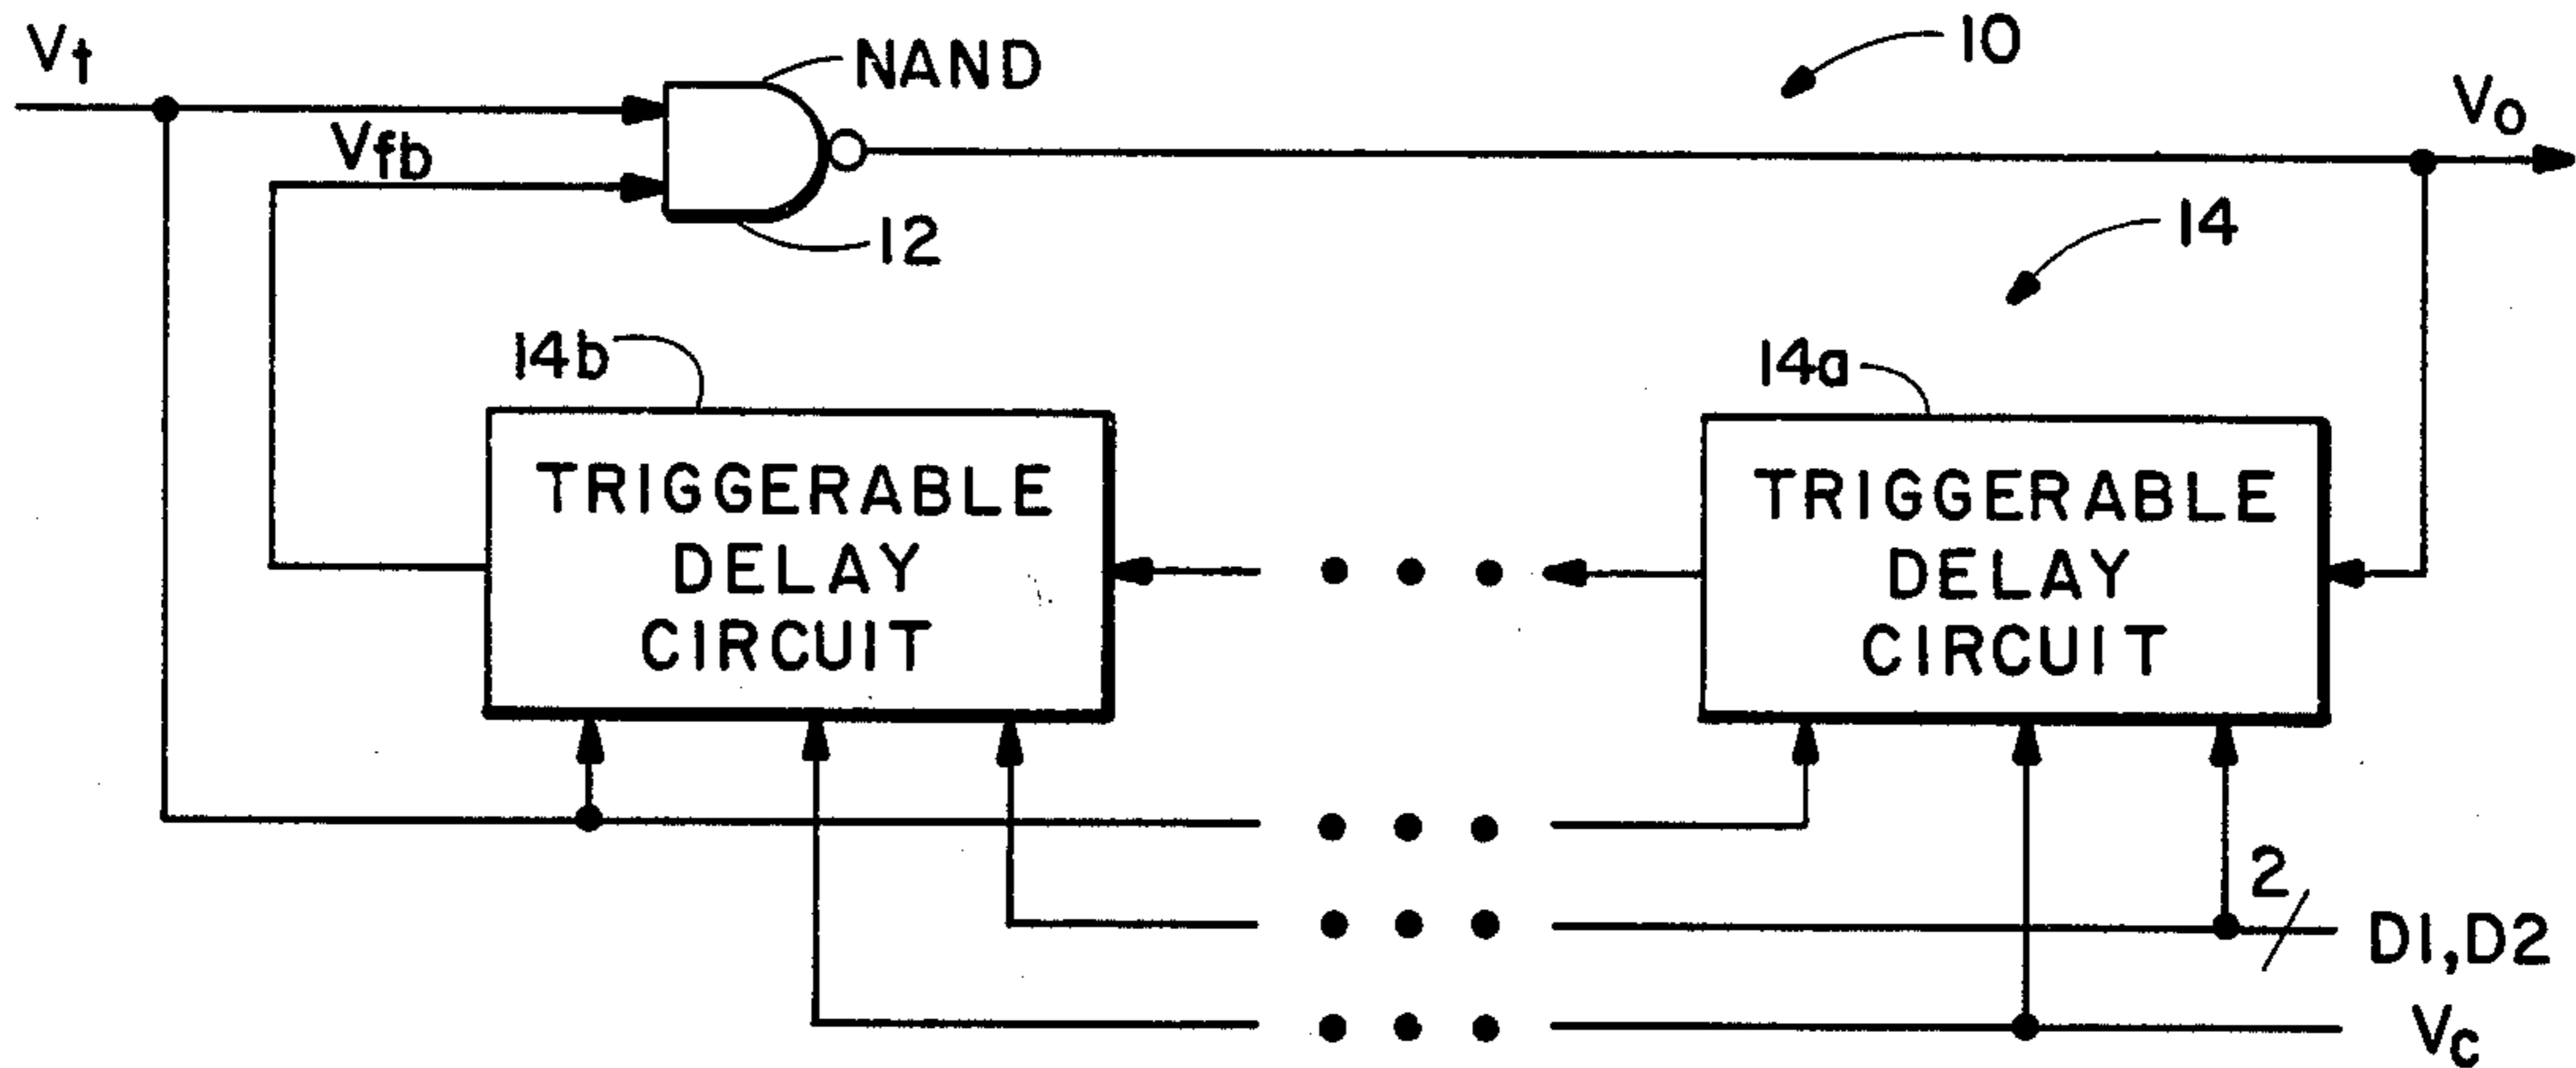 Vt
NAND
10
Vo
Vfb
12
14
14b
14a
TRIGGERABLE
DELAY
CIRCUIT
TRIGGERABLE
DELAY
CIRCUIT
2
D1,D2
Vc